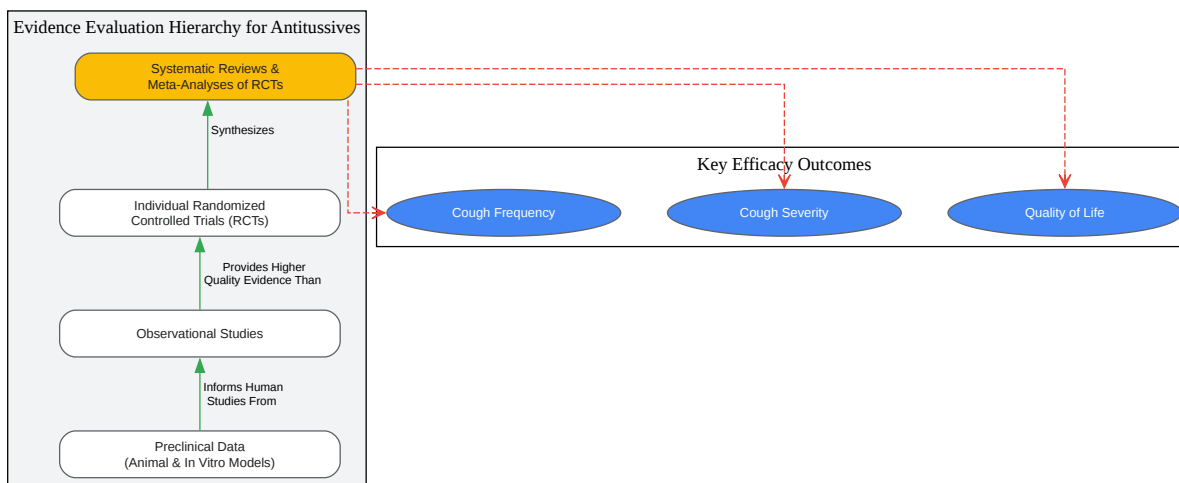 Evidence Evaluation Hierarchy for Antitussives
Systematic Reviews &
Meta-Analyses of RCTs
Synthesizes
Individual Randomized
Controlled Trials (RCTs)
Provides Higher
Quality Evidence Than
Observational Studies
Informs Human
Studies From
Preclinical Data
(Animal & In Vitro Models)
Key Efficacy Outcomes
Cough Frequency
Cough Severity
Quality of Life